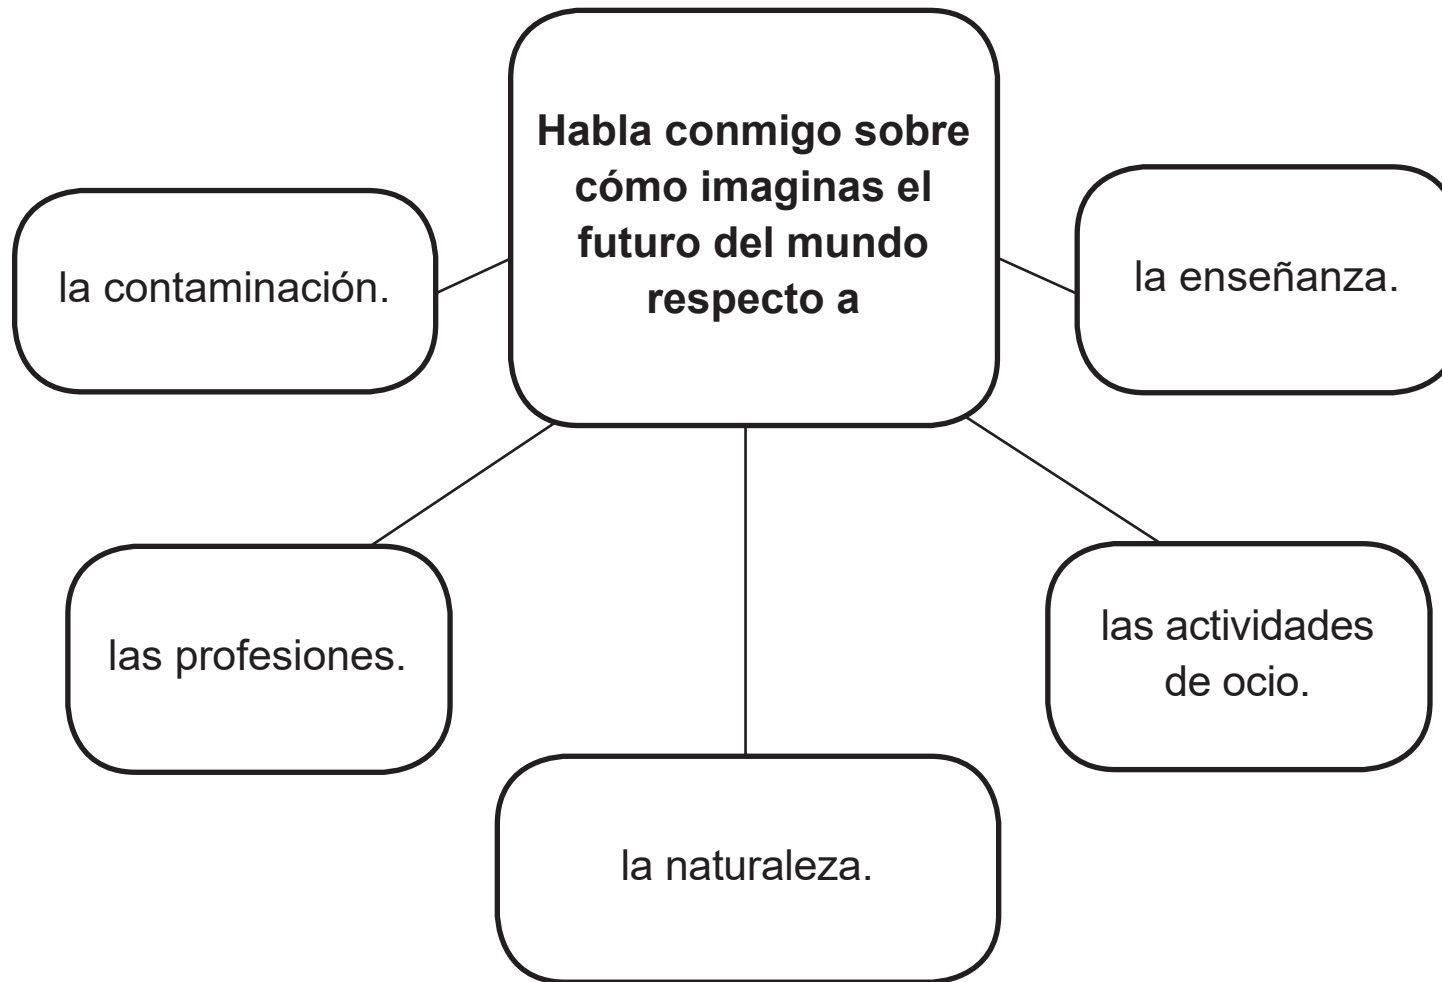 Habla conmigo sobre
cómo imaginas el
futuro del mundo
respecto a
la contaminación.
la enseñanza.
las profesiones.
las actividades
de ocio.
la naturaleza.